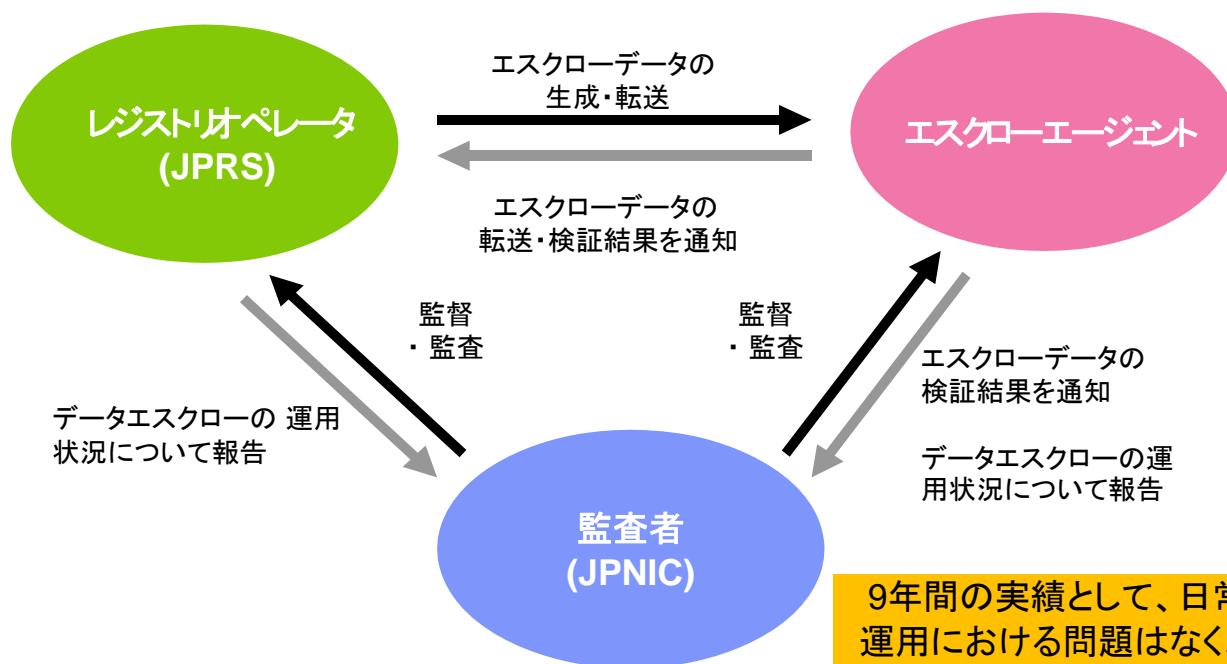 エスクローデータの
生成・転送
レジストリオペレータ
(JPRS)
エスクローエージェント
エスクローデータの
転送・検証結果を通知
監督
・ 監査
監督
・ 監査
エスクローデータの
検証結果を通知
データエスクローの 運用
状況について報告
データエスクローの運
用状況について報告
監査者
(JPNIC)
9年間の実績として、日常
運用における問題はなく